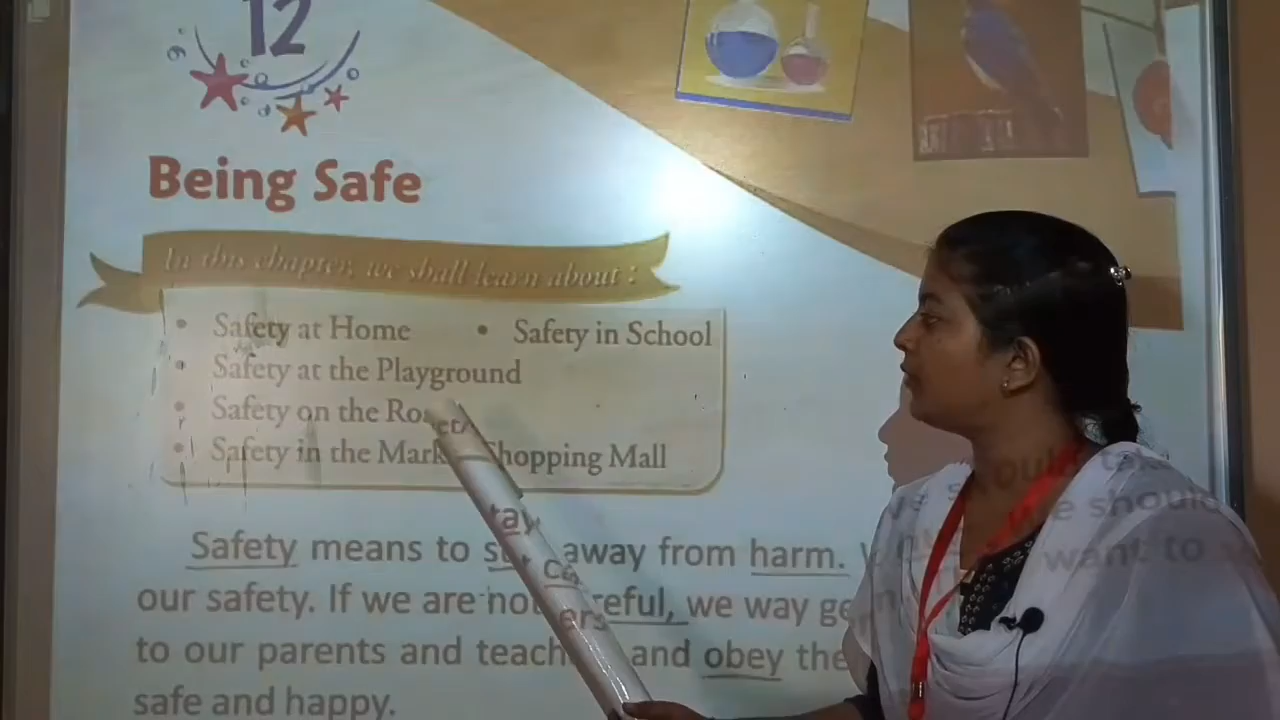 12
Being Safe
In this chapter, we shall learn about :
• Safety at Home • Safety in School
• Safety at the Playground
• Safety on the
• Safety in the Shopping Mall
Safety means to away from harm.
our safety. If we are we way
to our parents and and obey
safe and happy.